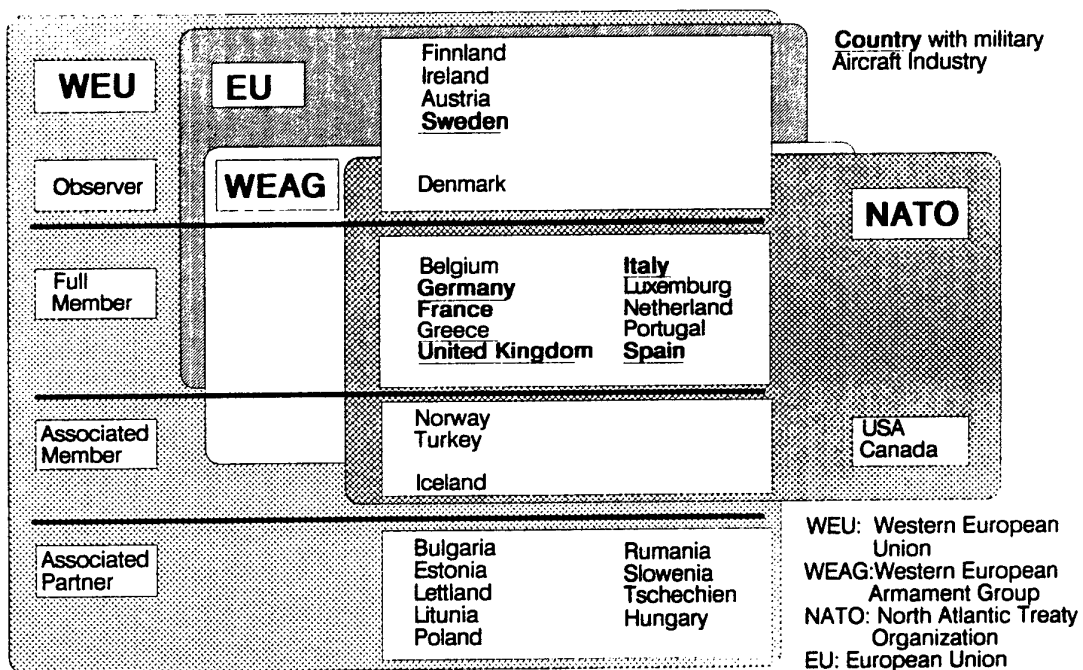 WEU
EU
Finnland
Ireland
Austria
Sweden
Country with military
Aircraft Industry
Observer
WEAG
Denmark
NATO
Full
Member
Belgium
Germany
France
Greece
United Kingdom
Italy
Luxemburg
Netherland
Portugal
Spain
Associated
Member
Norway
Turkey
Iceland
USA
Canada
Associated
Partner
Bulgaria
Estonia
Lettland
Litunia
Poland
Rumania
Slowenia
Tschechien
Hungary
WEU: Western European
Union
WEAG:Western European
Armament Group
NATO: North Atlantic Treaty
Organization
EU: European Union